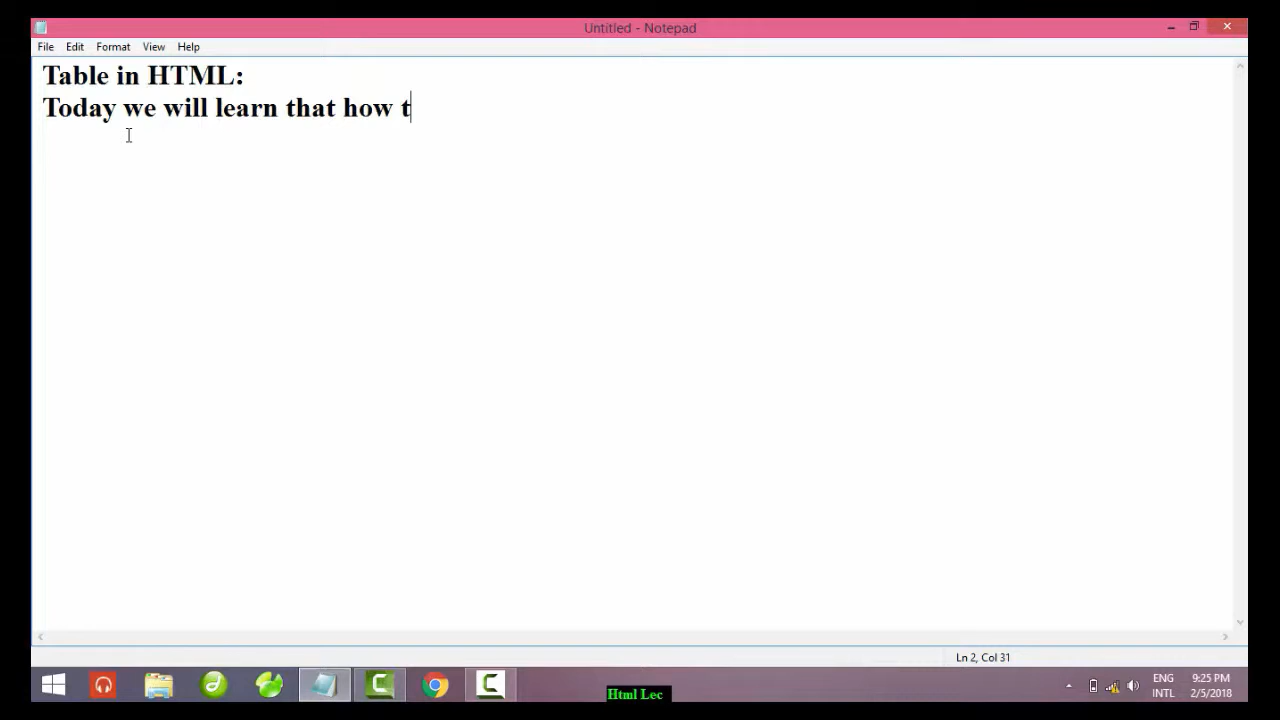 Untitled - Notepad
File Edit Format View Help
Table in HTML:
Today we will learn that how t
Ln 2, Col 31
Html Lec
ENG 9:25 PM
INTL 2/5/2018